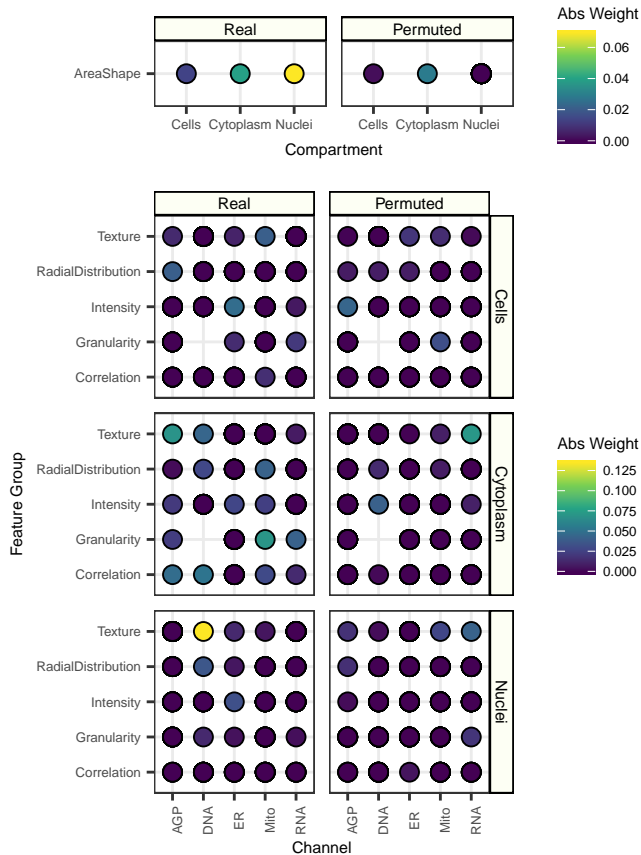 Real
Permuted
AreaShape
Cells
Cytoplasm
Nuclei
Cells
Cytoplasm
Nuclei
Compartment
Abs Weight
0.06
0.04
0.02
0.00
Real
Permuted
Feature Group
Texture
RadialDistribution
Intensity
Granularity
Correlation
Cells
Texture
RadialDistribution
Intensity
Granularity
Correlation
Cytoplasm
Texture
RadialDistribution
Intensity
Granularity
Correlation
Nuclei
AGP
DNA
ER
Mito
RNA
AGP
DNA
ER
Mito
RNA
Channel
Abs Weight
0.125
0.100
0.075
0.050
0.025
0.000